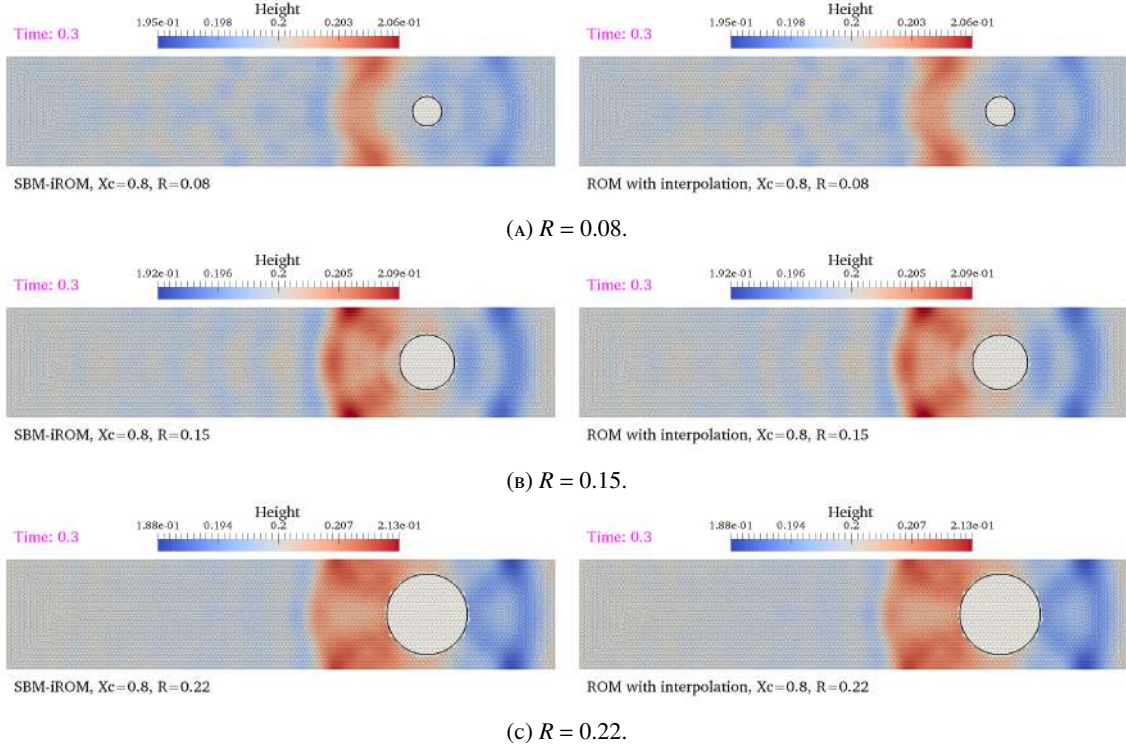 Height
1.95e-01 0.198 0.2 0.203 2.06e-01
Time: 0.3
SBM-iROM, Xc=0.8, R=0.08
Height
1.95e-01 0.198 0.2 0.203 2.06e-01
Time: 0.3
ROM with interpolation, Xc=0.8, R=0.08
(A) R = 0.08.
Height
1.92e-01 0.196 0.2 0.205 2.09e-01
Time: 0.3
SBM-iROM, Xc=0.8, R=0.15
Height
1.92e-01 0.196 0.2 0.205 2.09e-01
Time: 0.3
ROM with interpolation, Xc=0.8, R=0.15
(B) R = 0.15.
Height
1.88e-01 0.194 0.2 0.207 2.13e-01
Time: 0.3
SBM-iROM, Xc=0.8, R=0.22
Height
1.88e-01 0.194 0.2 0.207 2.13e-01
Time: 0.3
ROM with interpolation, Xc=0.8, R=0.22
(C) R = 0.22.